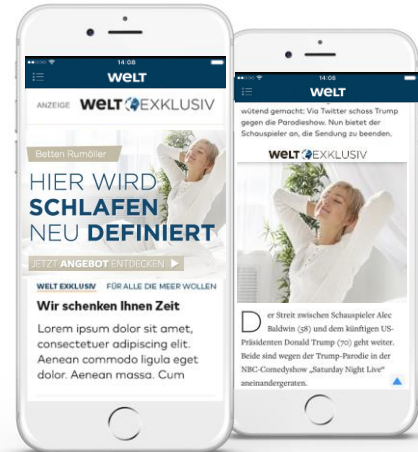 14:08
WELT
ANZEIGE WELT EXKLUSIV
Betten Rumöller
HIER WIRD
SCHLAFEN
NEU DEFINIERT
JETZT ANGEBOT ENTDECKEN
WELT EXKLUSIV FÜR ALLE DIE MEER WOLLEN
Wir schenken Ihnen Zeit
Lorem ipsum dolor sit amet,
consectetuer adipiscing elit.
Aenean commodo ligula eget
dolor. Aenean massa. Cum
14:08
WELT
wütend gemacht: Via Twitter schoss Trump
gegen die Parodieshow. Nun bietet der
Schauspieler an, die Sendung zu beenden.
WELT EXKLUSIV
Der Streit zwischen Schauspieler Alec
Baldwin (58) und dem künftigen US-
Präsidenten Donald Trump (70) geht weiter.
Beide sind wegen der Trump-Parodie in der
NBC-Comedyshow „Saturday Night Live“
aneinandergeraten.